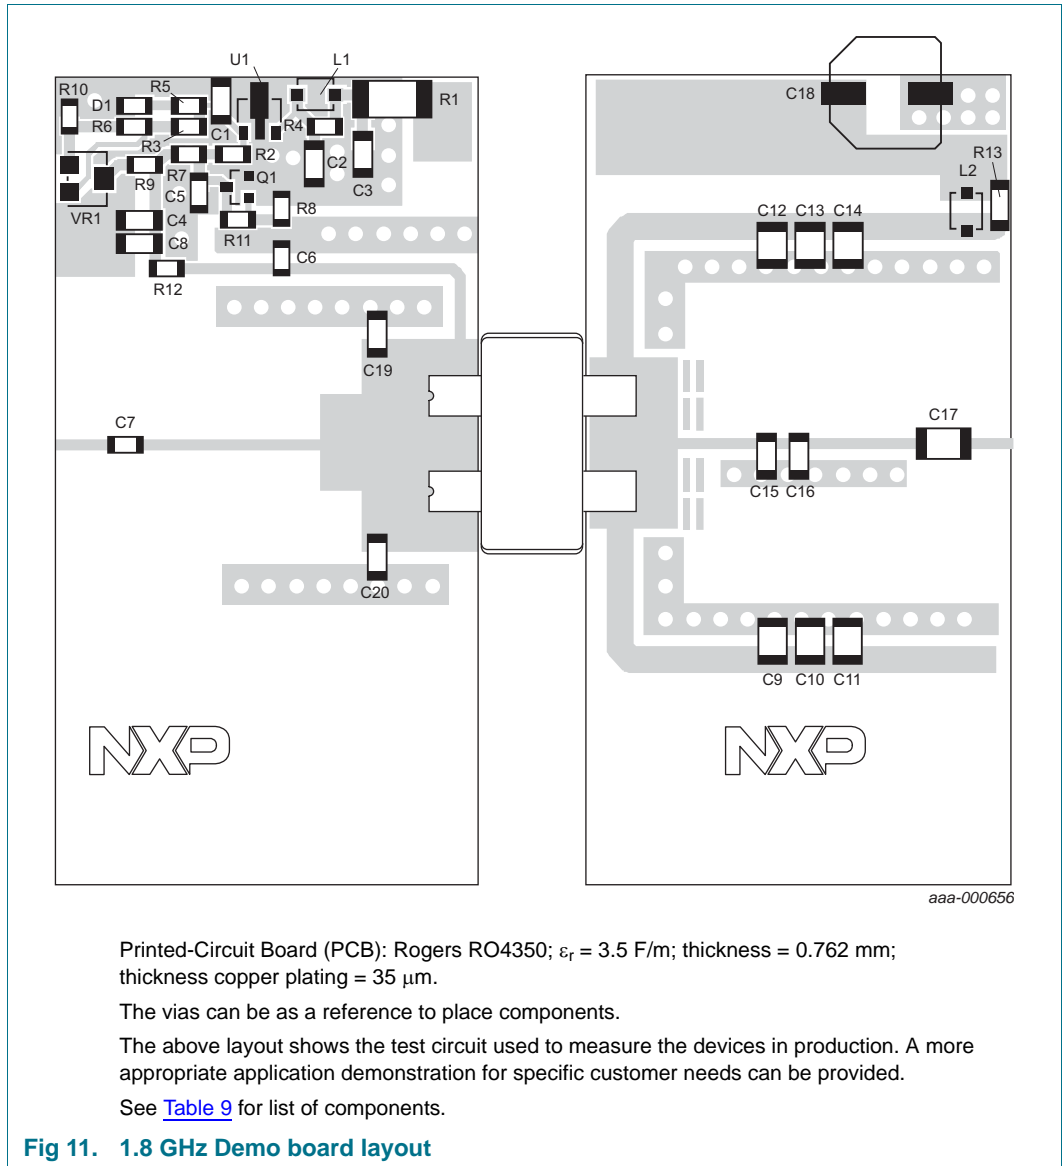 U1 L1
R10 R5 C18
D1 R1
R6 R4
R3 C1
R2 C2 R13
R9 R7 Q1 C3 L2
C5
VR1 C4 R8 C12 C13 C14
C8 R11
C6
R12
C19
C7 C17
C15 C16
C20
C9 C10 C11
NXP NXP
aaa-000656
Printed-Circuit Board (PCB): Rogers RO4350; εr = 3.5 F/m; thickness = 0.762 mm;
thickness copper plating = 35 μm.
The vias can be as a reference to place components.
The above layout shows the test circuit used to measure the devices in production. A more
appropriate application demonstration for specific customer needs can be provided.
See Table 9 for list of components.
Fig 11. 1.8 GHz Demo board layout